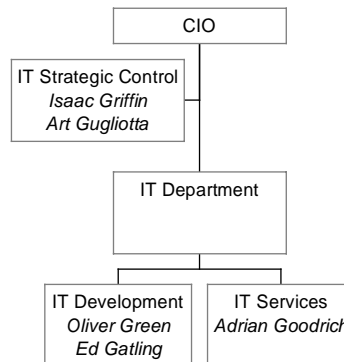 CIO
IT Strategic Control
Isaac Griffin
Art Gugliotta
IT Department
IT Development
Oliver Green
Ed Gatling
IT Services
Adrian Goodrich